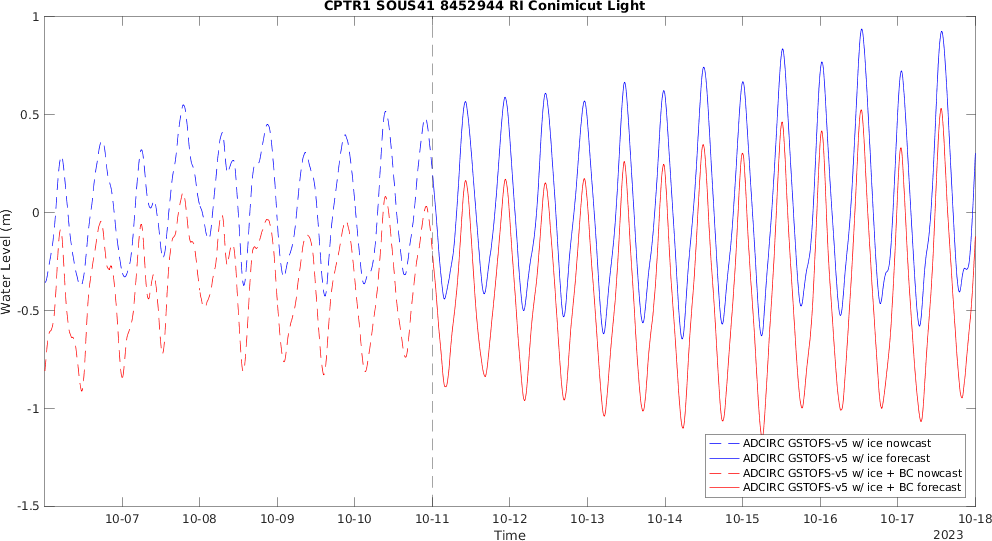 CPTR1 SOUS41 8452944 RI Conimicut Light
1
0.5
0
-0.5
-1
-1.5
Water Level (m)
ADCIRC GSTOFS-v5 w/ ice nowcast
ADCIRC GSTOFS-v5 w/ ice forecast
ADCIRC GSTOFS-v5 w/ ice + BC nowcast
ADCIRC GSTOFS-v5 w/ ice + BC forecast
10-07 10-08 10-09 10-10 10-11 10-12 10-13 10-14 10-15 10-16 10-17 10-18
Time
2023